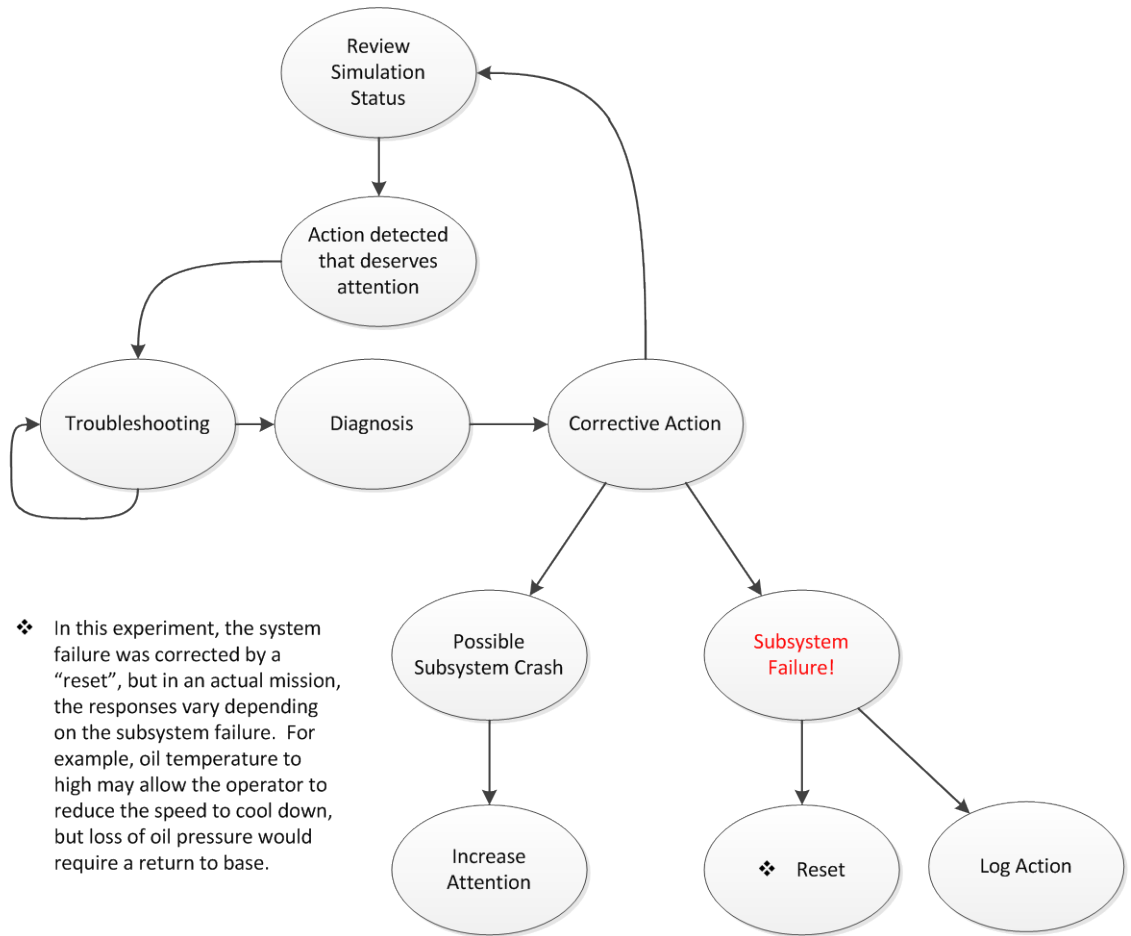 Review
Simulation
Status
Action detected
that deserves
attention
Troubleshooting
Diagnosis
Corrective Action
Possible
Subsystem Crash
Subsystem
Failure!
Increase
Attention
❖ Reset
Log Action
❖ In this experiment, the system
failure was corrected by a
“reset”, but in an actual mission,
the responses vary depending
on the subsystem failure.  For
example, oil temperature to
high may allow the operator to
reduce the speed to cool down,
but loss of oil pressure would
require a return to base.